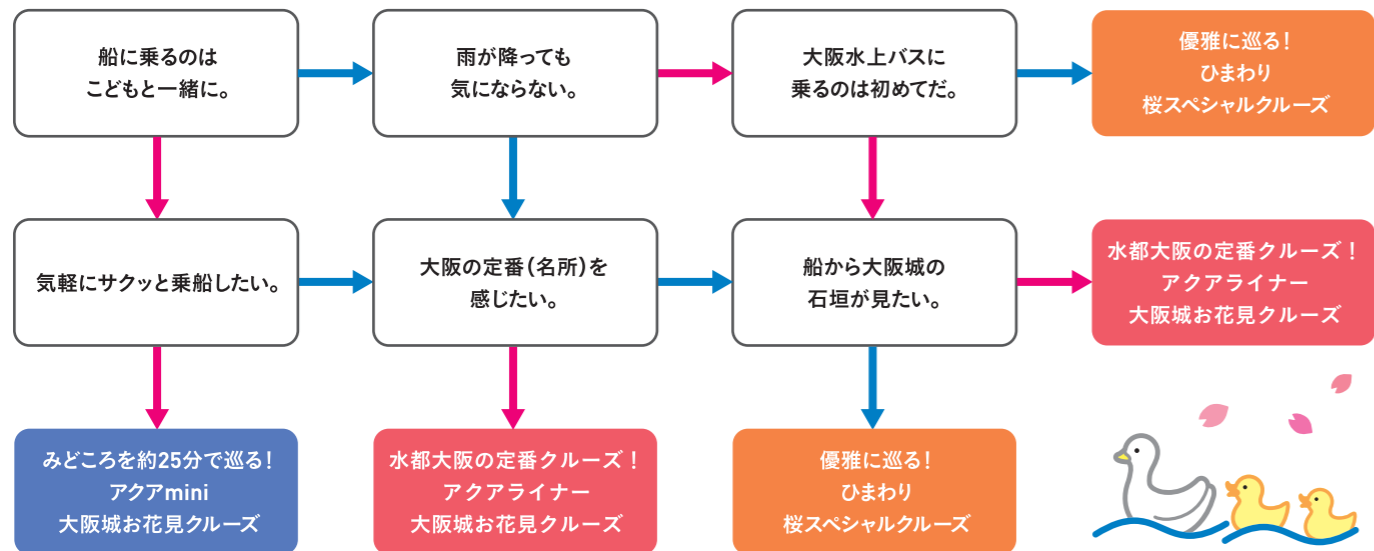 船に乗るのは
こどもと一緒に。
雨が降っても
気にならない。
大阪水上バスに
乗るのは初めてだ。
優雅に巡る！
ひまわり
桜スペシャルクルーズ
気軽にサクッと乗船したい。
大阪の定番(名所)を
感じたい。
船から大阪城の
石垣が見たい。
水都大阪の定番クルーズ！
アクアライナー
大阪城お花見クルーズ
みどころを約25分で巡る！
アクアmini
大阪城お花見クルーズ
水都大阪の定番クルーズ！
アクアライナー
大阪城お花見クルーズ
優雅に巡る！
ひまわり
桜スペシャルクルーズ